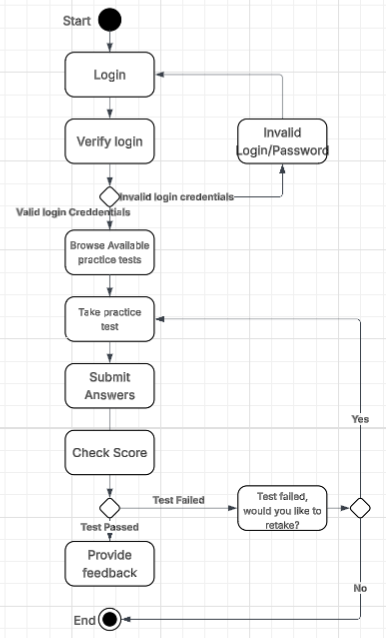 Start
Login
Verify login
Invalid
Login/Password
Invalid login credentials
Valid login Creddentials
Browse Available
practice tests
Take practice
test
Submit
Answers
Yes
Check Score
Test Failed
Test failed,
would you like to
retake?
Test Passed
Provide
feedback
No
End